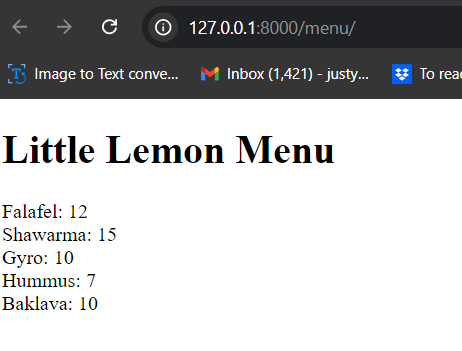 127.0.0.1:8000/menu/
Image to Text conve... Inbox (1,421) - justy... To read
Little Lemon Menu
Falafel: 12
Shawarma: 15
Gyro: 10
Hummus: 7
Baklava: 10